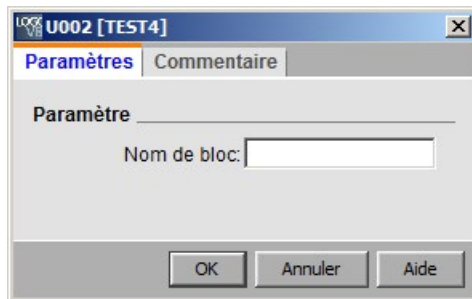 U002 [TEST4]
Paramètres Commentaire
Paramètre
Nom de bloc:
OK Annuler Aide